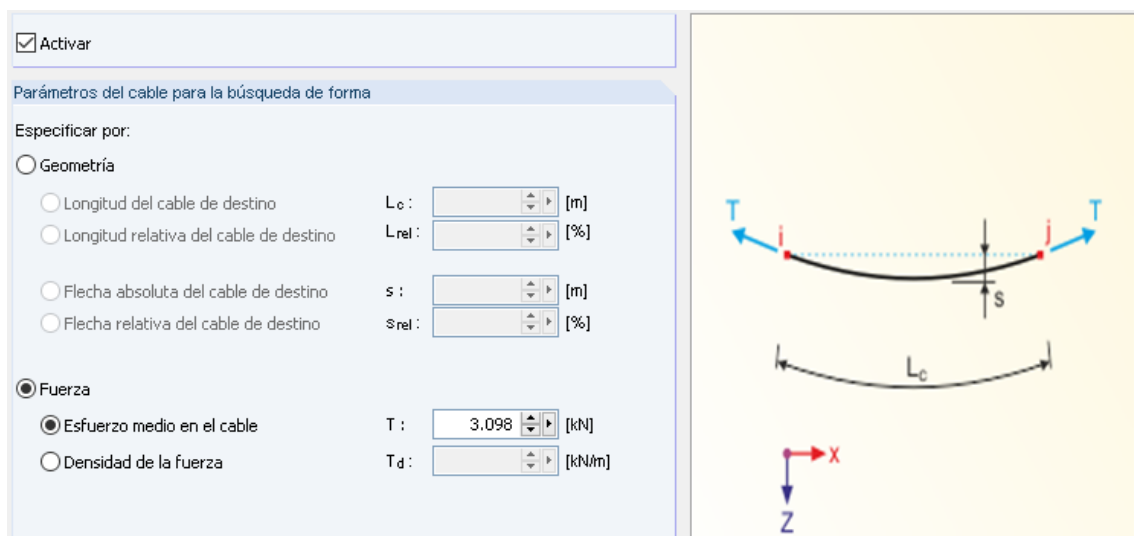 Activar
Parámetros del cable para la búsqueda de forma
Especificar por:
Geometría
Longitud del cable de destino Lc : [m]
Longitud relativa del cable de destino Lrel : [%]
Flecha absoluta del cable de destino s : [m]
Flecha relativa del cable de destino srel : [%]
Fuerza
Esfuerzo medio en el cable T : 3.098 [kN]
Densidad de la fuerza Td : [kN/m]
T T
i j
s
Lc
X
Z